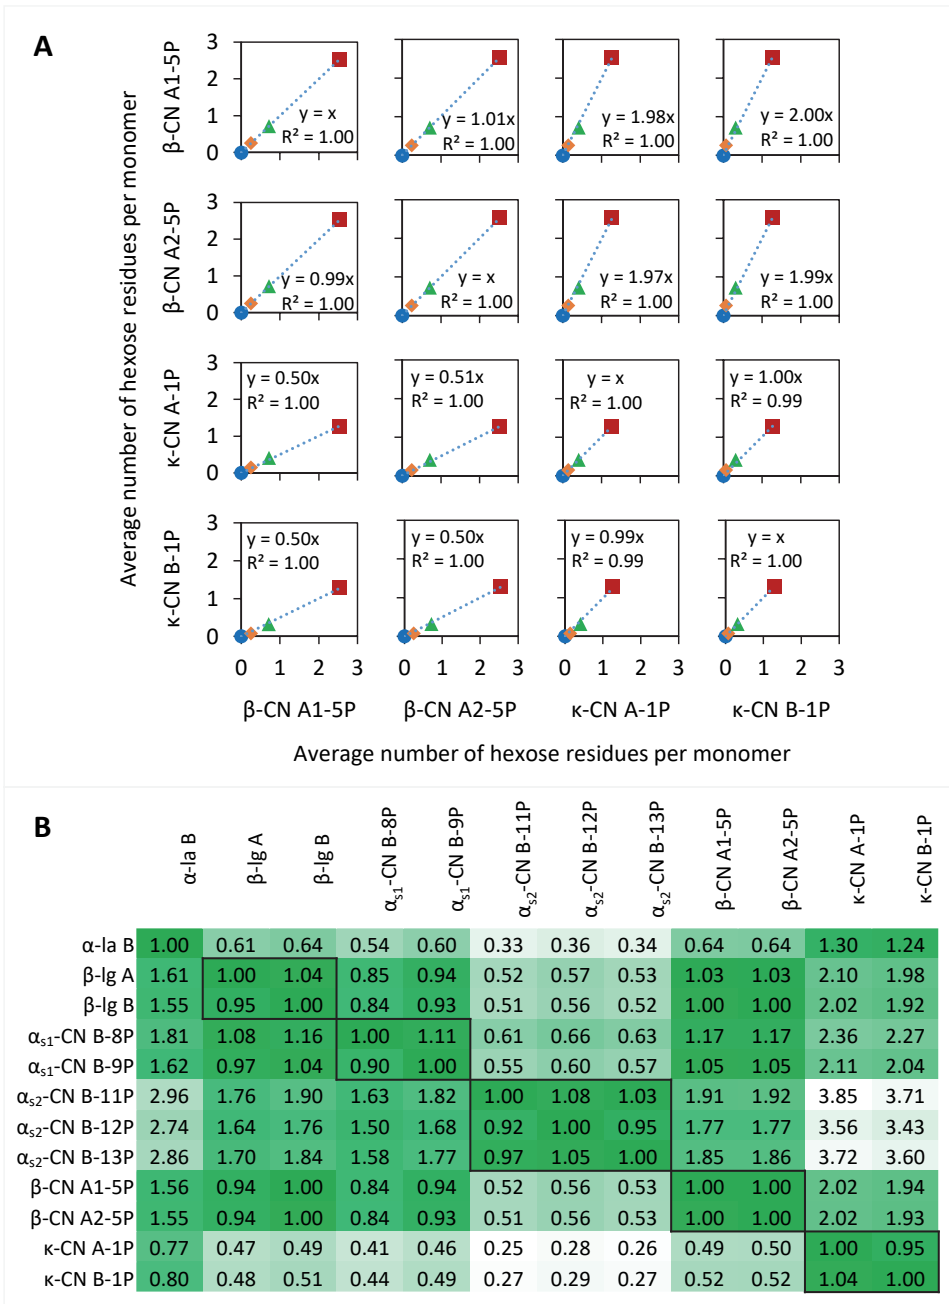 A
Average number of hexose residues per monomer
β-CN A1-5P
3
2
1
0
y = x
R² = 1.00
y = 1.01x
R² = 1.00
y = 1.98x
R² = 1.00
y = 2.00x
R² = 1.00
β-CN A2-5P
3
2
1
0
y = 0.99x
R² = 1.00
y = x
R² = 1.00
y = 1.97x
R² = 1.00
y = 1.99x
R² = 1.00
κ-CN A-1P
3
2
1
0
y = 0.50x
R² = 1.00
y = 0.51x
R² = 1.00
y = x
R² = 1.00
y = 1.00x
R² = 0.99
κ-CN B-1P
3
2
1
0
y = 0.50x
R² = 1.00
y = 0.50x
R² = 1.00
y = 0.99x
R² = 0.99
y = x
R² = 1.00
0 1 2 3 0 1 2 3 0 1 2 3 0 1 2 3
β-CN A1-5P β-CN A2-5P κ-CN A-1P κ-CN B-1P
Average number of hexose residues per monomer
B
α-la B
β-lg A
β-lg B
αs1-CN B-8P
αs1-CN B-9P
αs2-CN B-11P
αs2-CN B-12P
αs2-CN B-13P
β-CN A1-5P
β-CN A2-5P
κ-CN A-1P
κ-CN B-1P
α-la B 1.00 0.61 0.64 0.54 0.60 0.33 0.36 0.34 0.64 0.64 1.30 1.24
β-lg A 1.61 1.00 1.04 0.85 0.94 0.52 0.57 0.53 1.03 1.03 2.10 1.98
β-lg B 1.55 0.95 1.00 0.84 0.93 0.51 0.56 0.52 1.00 1.00 2.02 1.92
αs1-CN B-8P 1.81 1.08 1.16 1.00 1.11 0.61 0.66 0.63 1.17 1.17 2.36 2.27
αs1-CN B-9P 1.62 0.97 1.04 0.90 1.00 0.55 0.60 0.57 1.05 1.05 2.11 2.04
αs2-CN B-11P 2.96 1.76 1.90 1.63 1.82 1.00 1.08 1.03 1.91 1.92 3.85 3.71
αs2-CN B-12P 2.74 1.64 1.76 1.50 1.68 0.92 1.00 0.95 1.77 1.77 3.56 3.43
αs2-CN B-13P 2.86 1.70 1.84 1.58 1.77 0.97 1.05 1.00 1.85 1.86 3.72 3.60
β-CN A1-5P 1.56 0.94 1.00 0.84 0.94 0.52 0.56 0.53 1.00 1.00 2.02 1.94
β-CN A2-5P 1.55 0.94 1.00 0.84 0.93 0.51 0.56 0.53 1.00 1.00 2.02 1.93
κ-CN A-1P 0.77 0.47 0.49 0.41 0.46 0.25 0.28 0.26 0.49 0.50 1.00 0.95
κ-CN B-1P 0.80 0.48 0.51 0.44 0.49 0.27 0.29 0.27 0.52 0.52 1.04 1.00